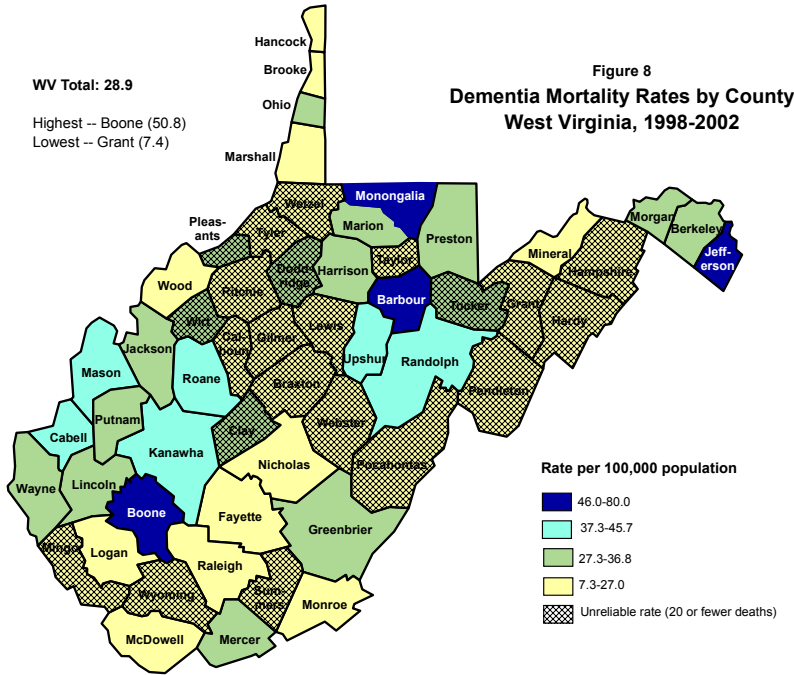 Figure 8
Dementia Mortality Rates by County
West Virginia, 1998-2002
WV Total: 28.9
Highest -- Boone (50.8)
Lowest -- Grant (7.4)
Hancock
Brooke
Ohio
Marshall
Wetzel
Monongalia
Marion
Preston
Morgan
Berkeley
Jeff-
erson
Pleas-
ants
Tyler
Taylor
Mineral
Hampshire
Wood
Ritchie
Dodd-
ridge
Harrison
Barbour
Tucker
Grant
Hardy
Wirt
Cal-
houn
Gilmer
Lewis
Upshur
Randolph
Pendleton
Jackson
Mason
Roane
Braxton
Putnam
Cabell
Kanawha
Clay
Webster
Pocahontas
Nicholas
Wayne
Lincoln
Boone
Fayette
Greenbrier
Mingo
Logan
Raleigh
Wyoming
Sum-
mers
Monroe
McDowell
Mercer
Rate per 100,000 population
46.0-80.0
37.3-45.7
27.3-36.8
7.3-27.0
Unreliable rate (20 or fewer deaths)